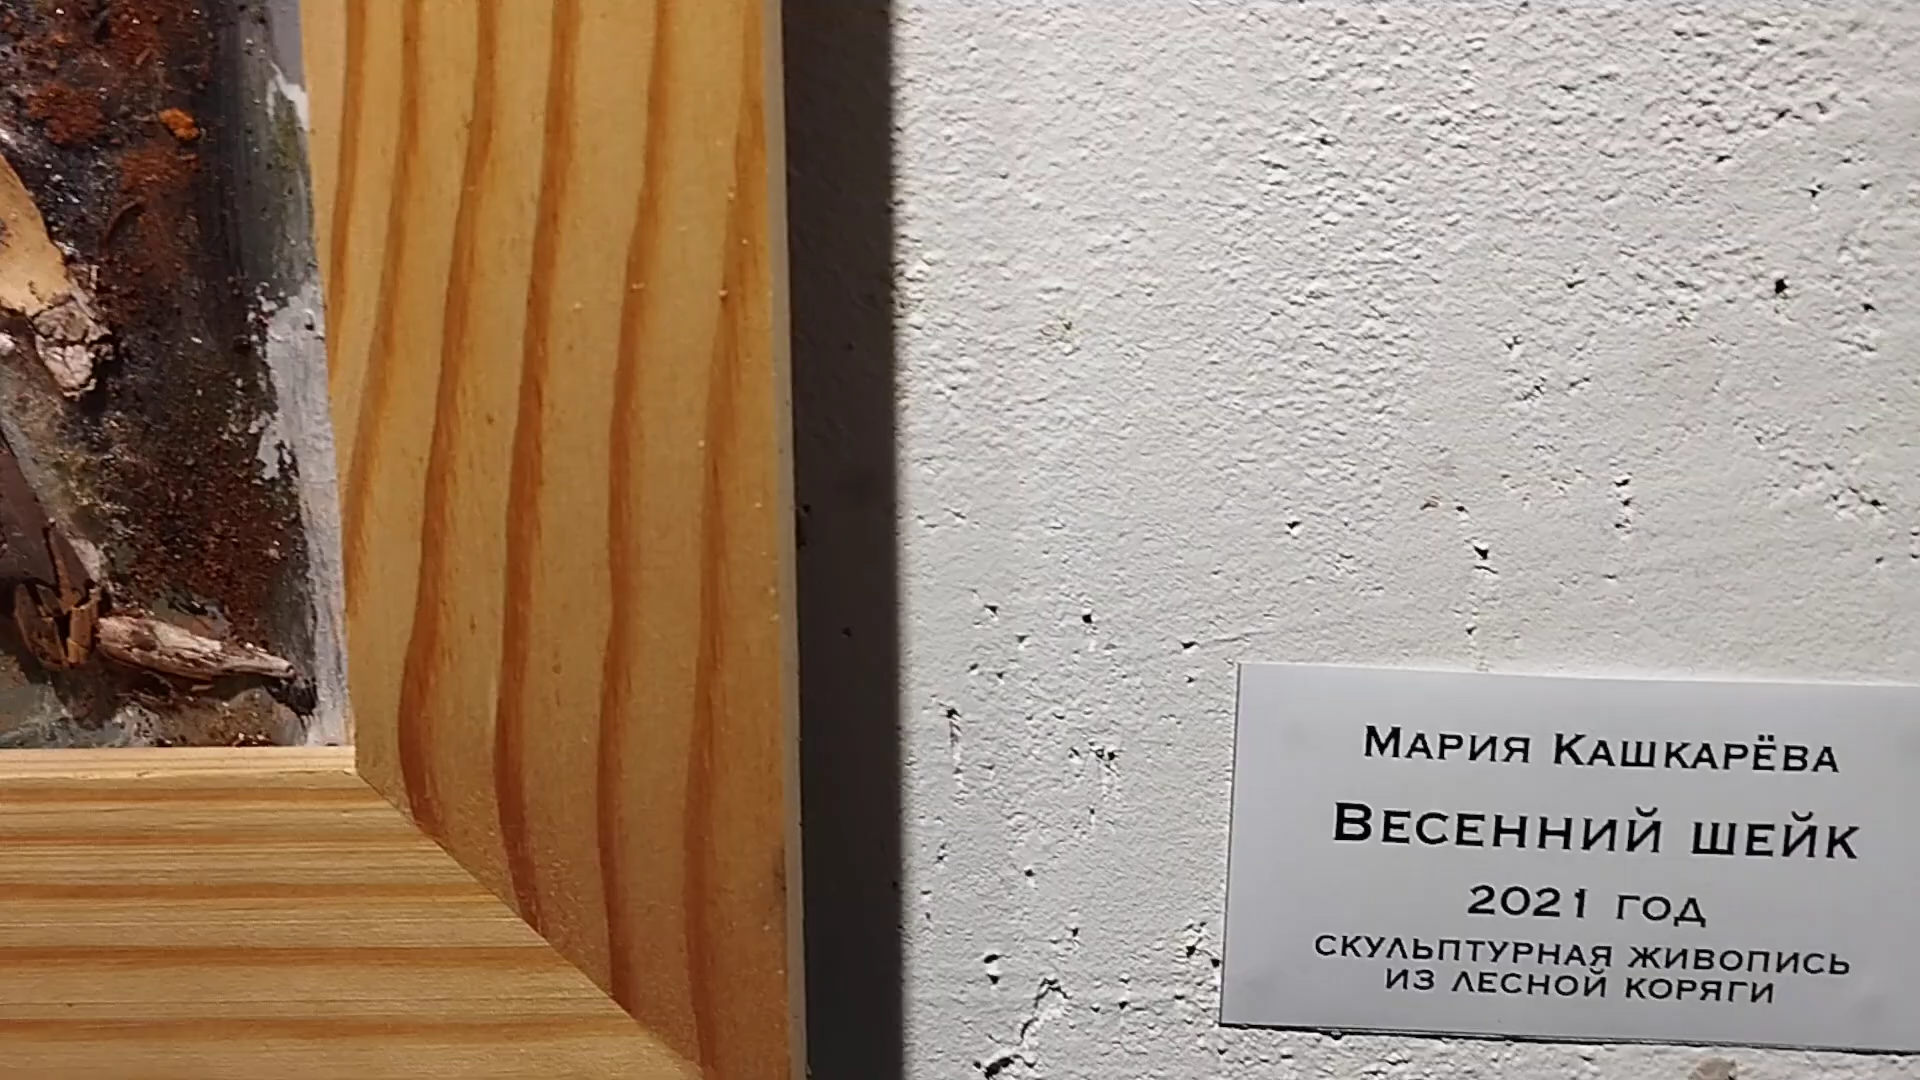 Мария Кашкарёва
Весенний шейк
2021 год
скульптурная живопись
из лесной коряги